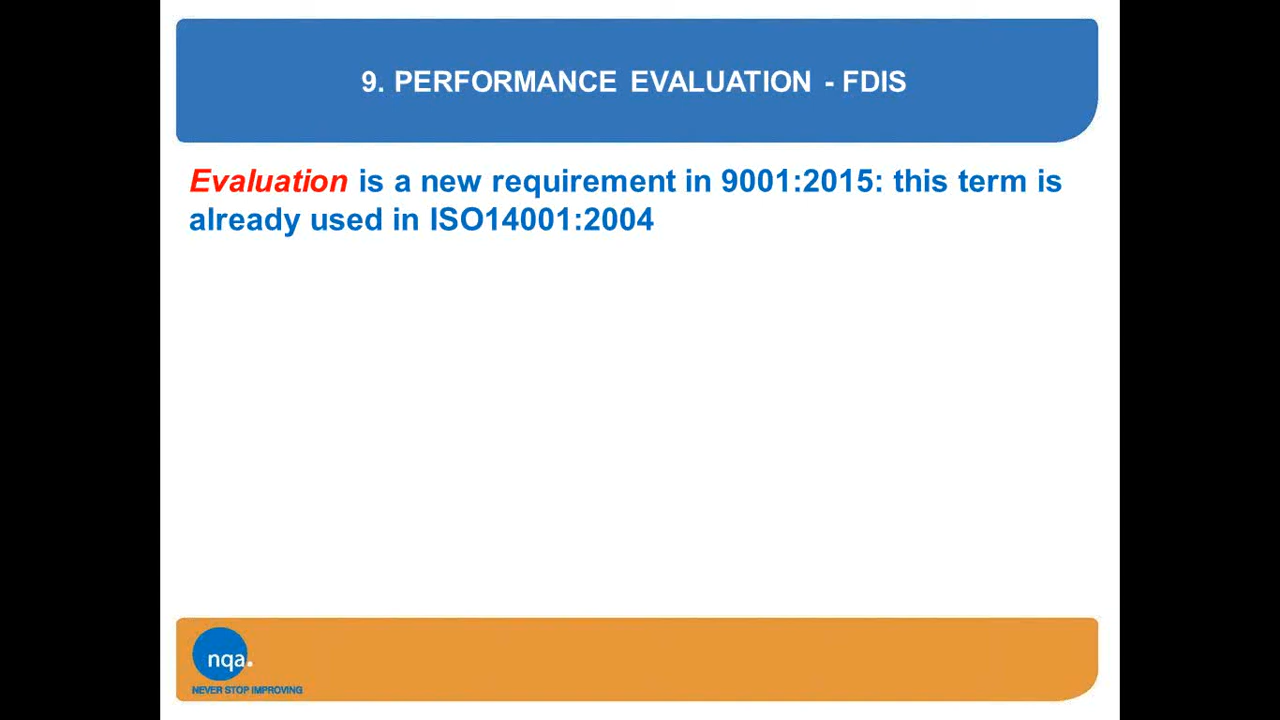 9. PERFORMANCE EVALUATION - FDIS
Evaluation is a new requirement in 9001:2015: this term is
already used in ISO14001:2004
nqa.
NEVER STOP IMPROVING